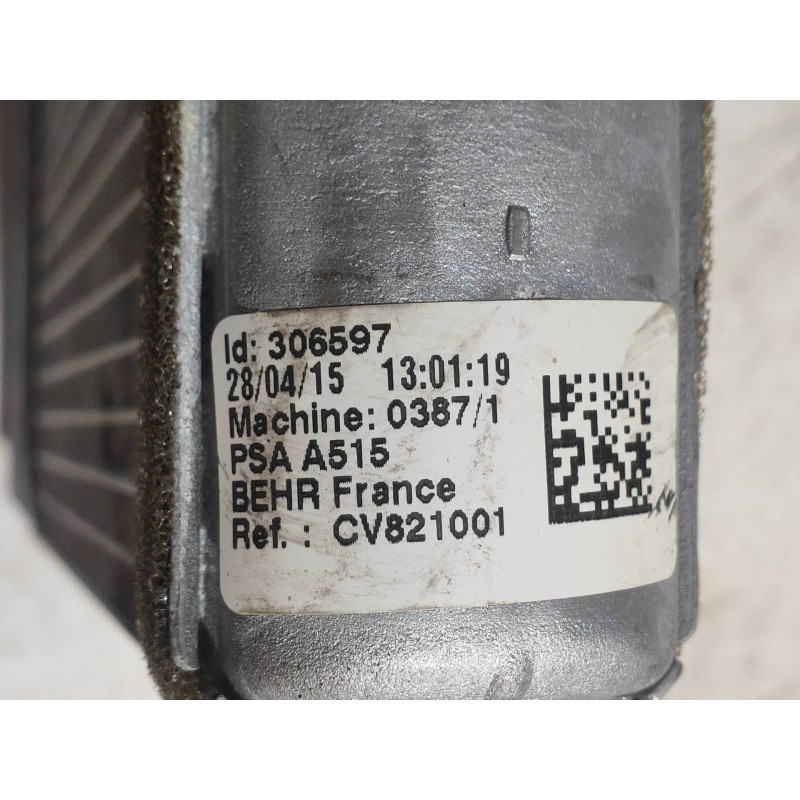 Id: 306597
28/04/15 13:01:19
Machine: 0387/1
PSA A515
BEHR France
Ref. : CV821001